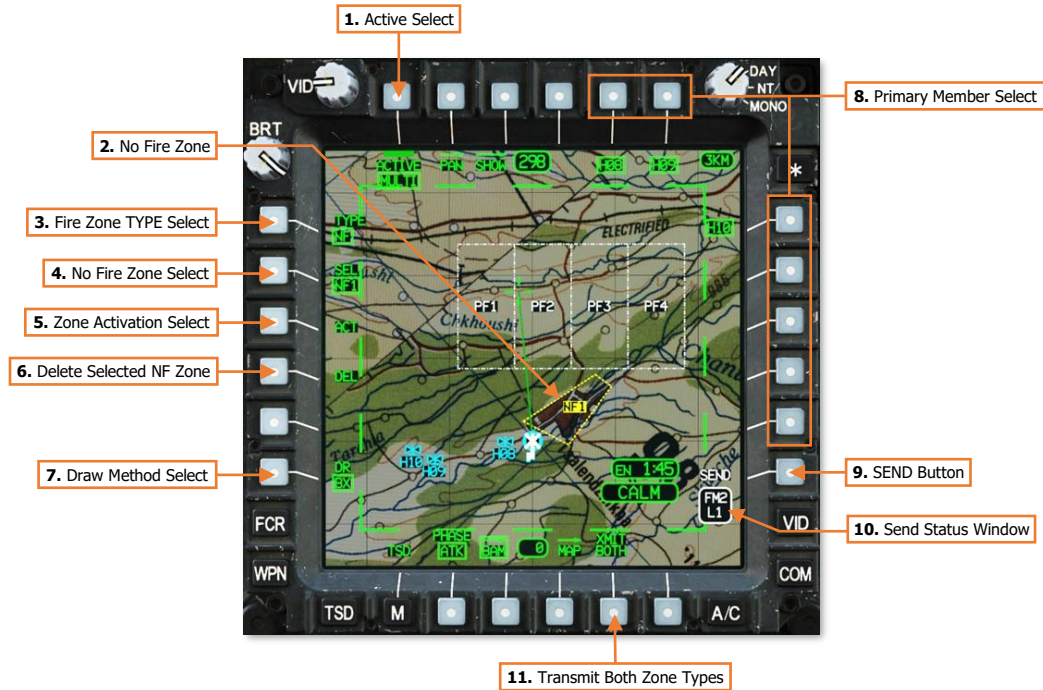 1. Active Select
VID
DAY
NT
MONO
8. Primary Member Select
BRT
2. No Fire Zone
ACTIVE
MULTI
PAN
SHOW
298
H08
H09
3KM
*
3. Fire Zone TYPE Select
TYPE
NF
ELECTRIFIED
H10
4. No Fire Zone Select
SEL
NF1
PF1 PF2 PF3 PF4
5. Zone Activation Select
ACT
6. Delete Selected NF Zone
DEL
NF1
H10
H09
H08
7. Draw Method Select
DR
BX
EN 1:45
CALM
SEND
FM2
L1
9. SEND Button
10. Send Status Window
FCR
VID
TSD
PHASE
ATK
BAM
0
MAP
XMIT
BOTH
WPN
COM
TSD
M
A/C
11. Transmit Both Zone Types